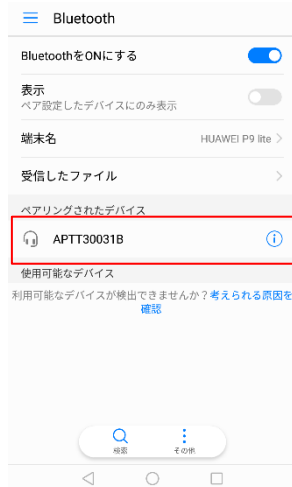 Bluetooth
BluetoothをONにする
表示
ペア設定したデバイスにのみ表示
端末名 HUAWEI P9 lite
受信したファイル
ペアリングされたデバイス
APTT30031B
使用可能なデバイス
利用可能なデバイスが検出できませんか？考えられる原因を
確認
検索 その他